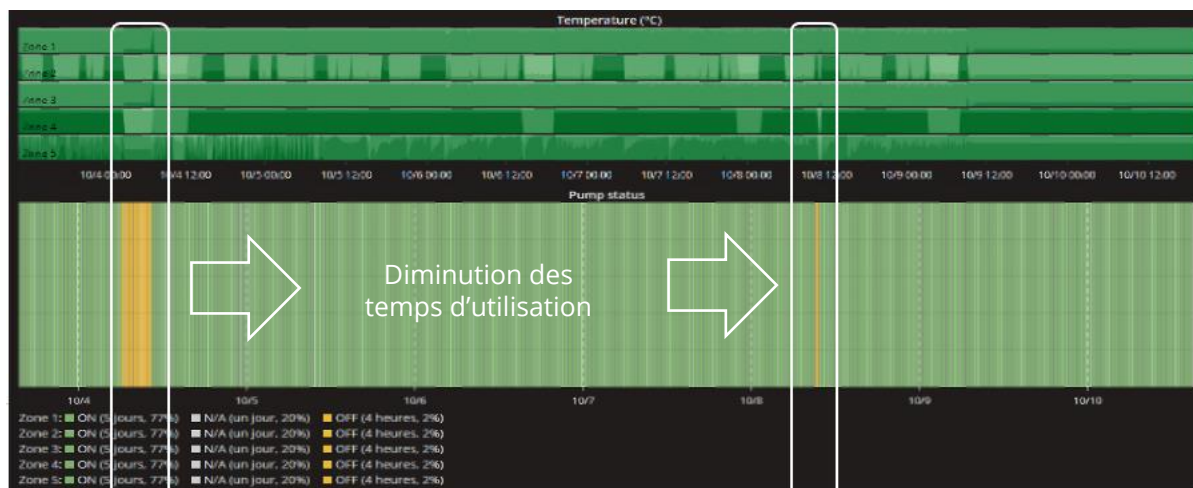 Temperature (°C)
Zone 1
Zone 2
Zone 3
Zone 4
Zone 5
10/4 00:00 10/4 12:00 10/5 00:00 10/5 12:00 10/6 00:00 10/6 12:00 10/7 00:00 10/7 12:00 10/8 00:00 10/8 12:00 10/9 00:00 10/9 12:00 10/10 00:00 10/10 12:00
Pump status
Diminution des
temps d'utilisation
10/4 10/5 10/6 10/7 10/8 10/9 10/10
Zone 1: ON (5 jours, 77%) N/A (un jour, 20%) OFF (4 heures, 2%)
Zone 2: ON (5 jours, 77%) N/A (un jour, 20%) OFF (4 heures, 2%)
Zone 3: ON (5 jours, 77%) N/A (un jour, 20%) OFF (4 heures, 2%)
Zone 4: ON (5 jours, 77%) N/A (un jour, 20%) OFF (4 heures, 2%)
Zone 5: ON (5 jours, 77%) N/A (un jour, 20%) OFF (4 heures, 2%)